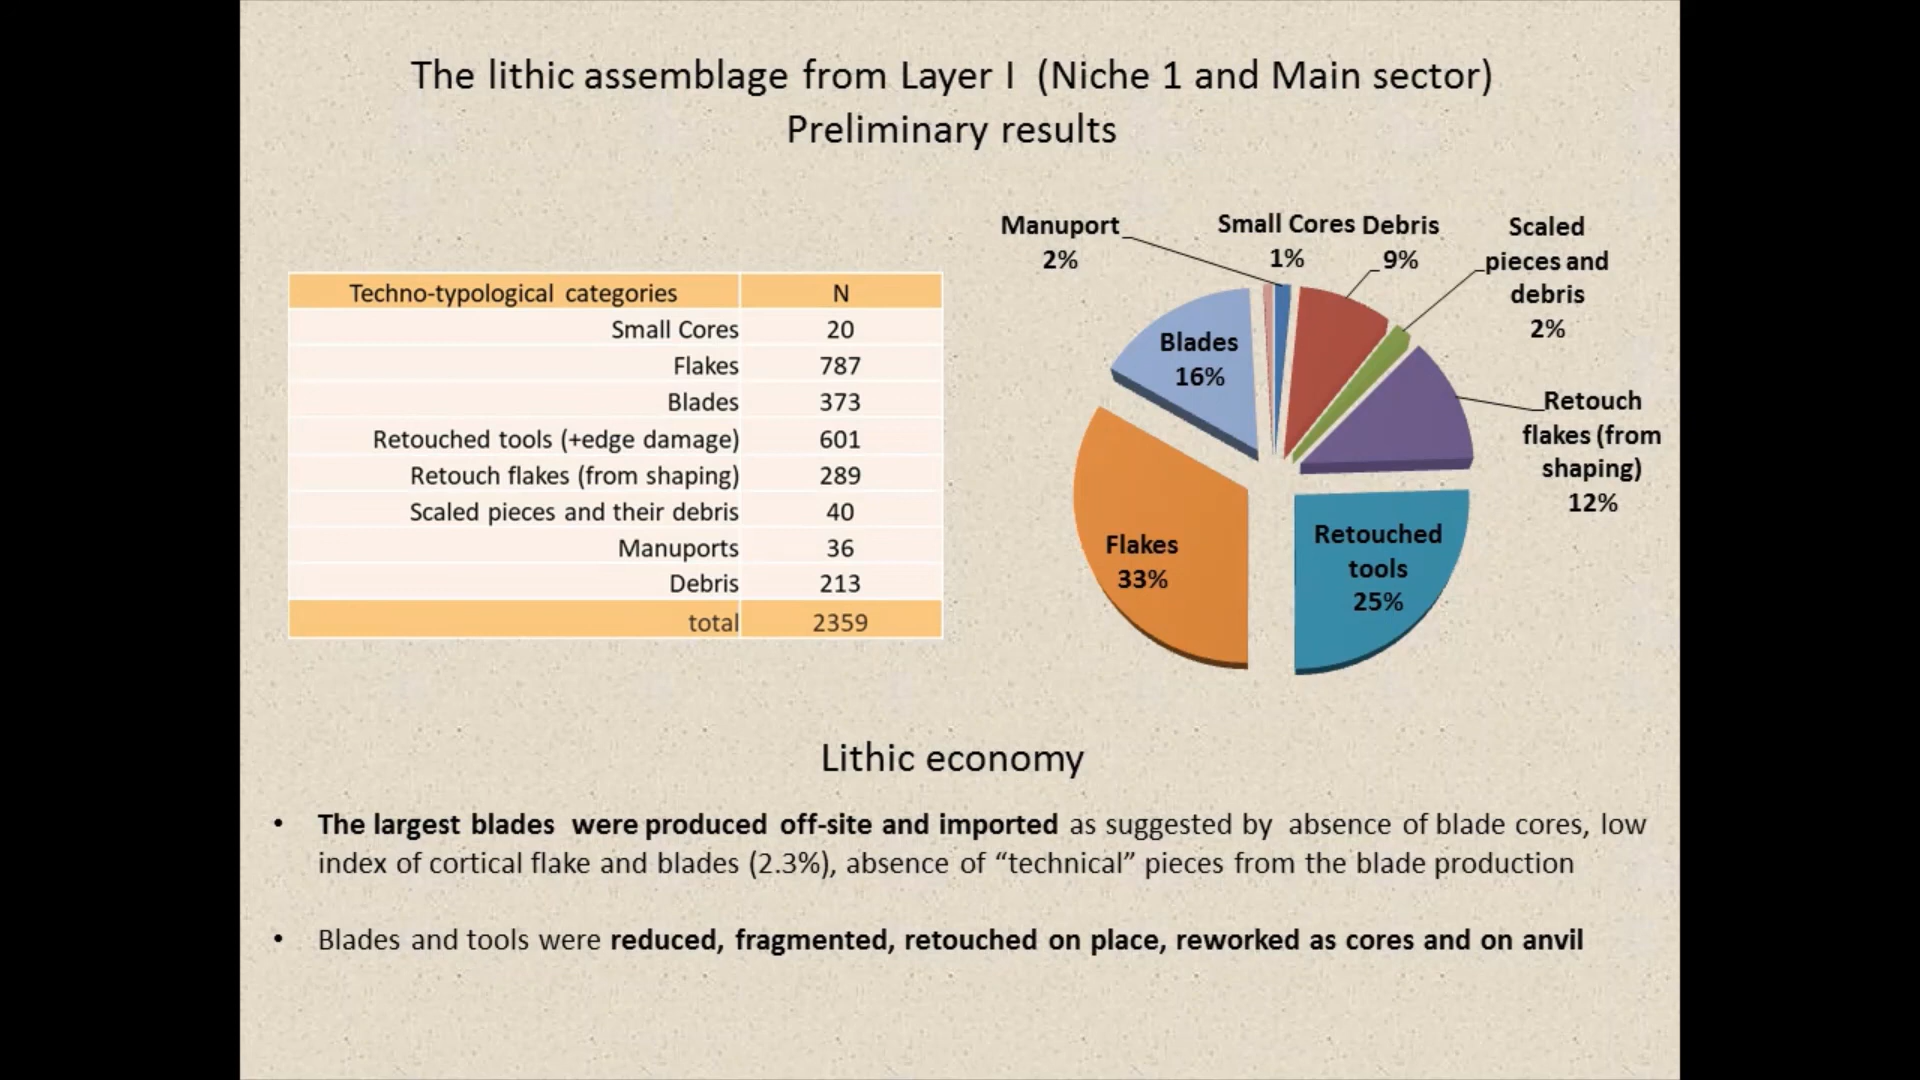 The lithic assemblage from Layer I (Niche 1 and Main sector)
Preliminary results
Techno-typological categories N
Small Cores 20
Flakes 787
Blades 373
Retouched tools (+edge damage) 601
Retouch flakes (from shaping) 289
Scaled pieces and their debris 40
Manuports 36
Debris 213
total 2359
Manuport
2%
Small Cores
1%
Debris
9%
Scaled
pieces and
debris
2%
Retouch
flakes (from
shaping)
12%
Blades
16%
Flakes
33%
Retouched
tools
25%
Lithic economy
• The largest blades were produced off-site and imported as suggested by absence of blade cores, low
index of cortical flake and blades (2.3%), absence of “technical” pieces from the blade production
• Blades and tools were reduced, fragmented, retouched on place, reworked as cores and on anvil